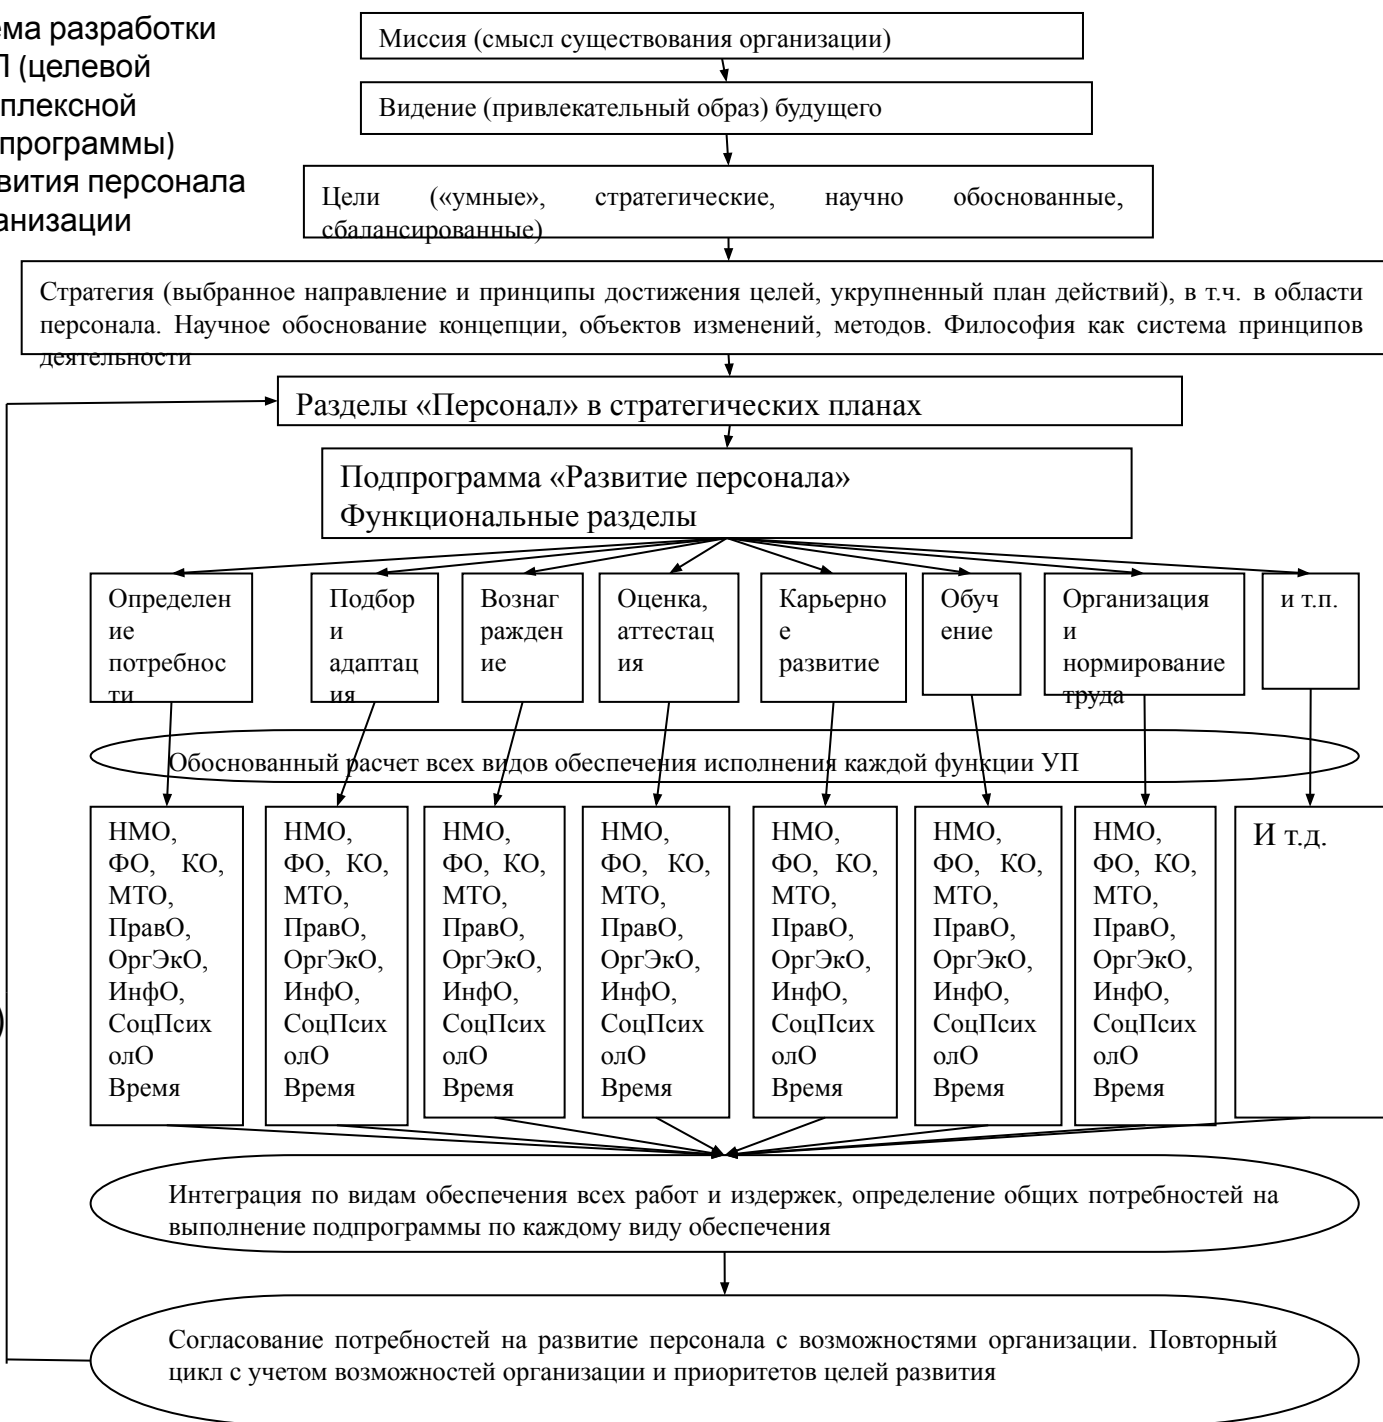 ма разработки
(целевой
плексной
программы)
вития персонала
анизации
Миссия (смысл существования организации)
Видение (привлекательный образ) будущего
Цели («умные», стратегические, научно обоснованные,
сбалансированные)
Стратегия (выбранное направление и принципы достижения целей, укрупненный план действий), в т.ч. в области
персонала. Научное обоснование концепции, объектов изменений, методов. Философия как система принципов
деятельности
Разделы «Персонал» в стратегических планах
Подпрограмма «Развитие персонала»
Функциональные разделы
Определен
ие
потребнос
ти
Подбор
и
адаптац
ия
Вознаг
ражден
ие
Оценка,
аттестац
ия
Карьерно
е
развитие
Обуч
ение
Организация
и
нормирование
труда
и т.п.
Обоснованный расчет всех видов обеспечения исполнения каждой функции УП
НМО,
ФО, КО,
МТО,
ПравО,
ОргЭкО,
ИнфО,
СоцПсих
олО
Время
НМО,
ФО, КО,
МТО,
ПравО,
ОргЭкО,
ИнфО,
СоцПсих
олО
Время
НМО,
ФО, КО,
МТО,
ПравО,
ОргЭкО,
ИнфО,
СоцПсих
олО
Время
НМО,
ФО, КО,
МТО,
ПравО,
ОргЭкО,
ИнфО,
СоцПсих
олО
Время
НМО,
ФО, КО,
МТО,
ПравО,
ОргЭкО,
ИнфО,
СоцПсих
олО
Время
НМО,
ФО, КО,
МТО,
ПравО,
ОргЭкО,
ИнфО,
СоцПсих
олО
Время
НМО,
ФО, КО,
МТО,
ПравО,
ОргЭкО,
ИнфО,
СоцПсих
олО
Время
И т.д.
)
Интеграция по видам обеспечения всех работ и издержек, определение общих потребностей на
выполнение подпрограммы по каждому виду обеспечения
Согласование потребностей на развитие персонала с возможностями организации. Повторный
цикл с учетом возможностей организации и приоритетов целей развития